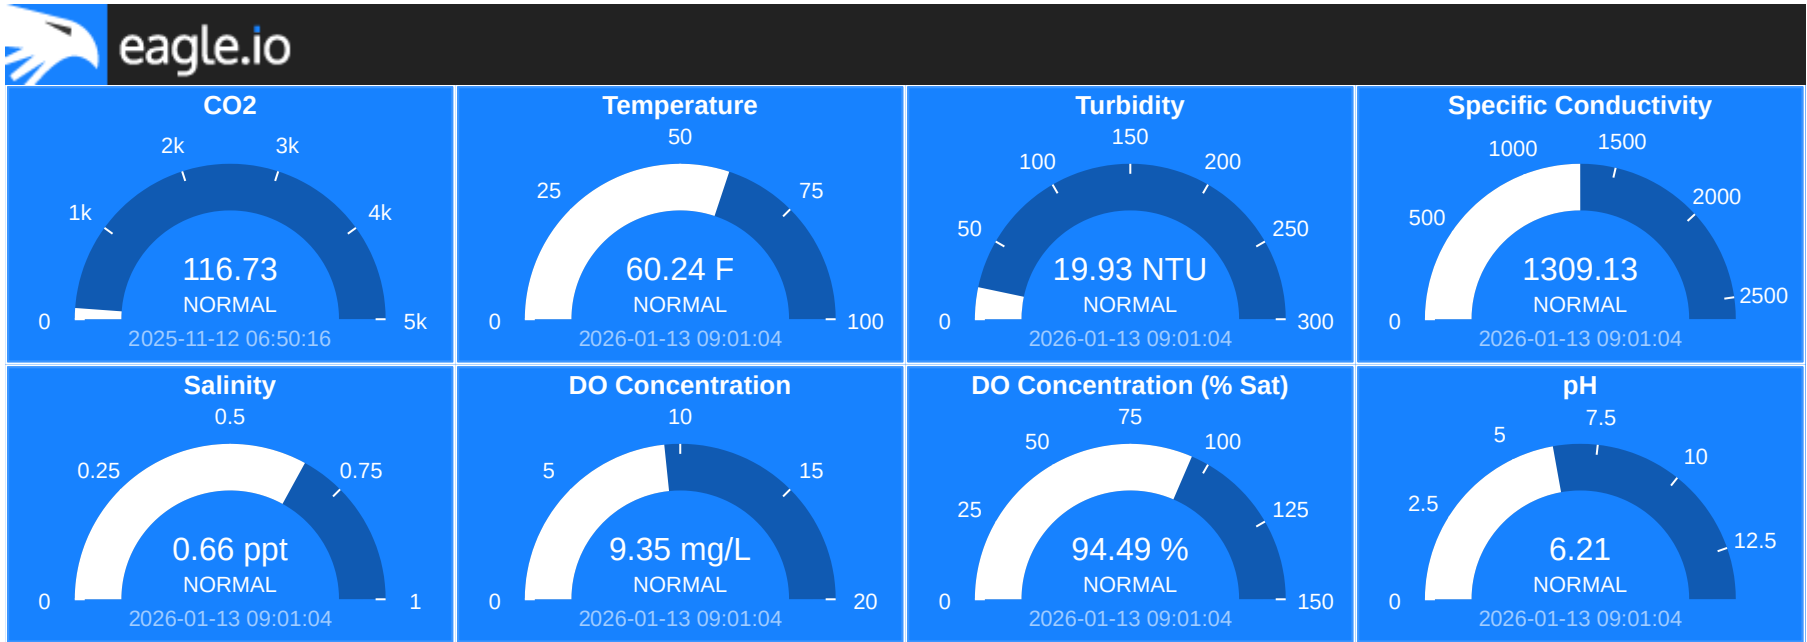 eagle.io
CO2
0
1k
2k
3k
4k
5k
116.73
NORMAL
2025-11-12 06:50:16
Temperature
0
25
50
75
100
60.24 F
NORMAL
2026-01-13 09:01:04
Turbidity
0
50
100
150
200
250
300
19.93 NTU
NORMAL
2026-01-13 09:01:04
Specific Conductivity
0
500
1000
1500
2000
2500
1309.13
NORMAL
2026-01-13 09:01:04
Salinity
0
0.25
0.5
0.75
1
0.66 ppt
NORMAL
2026-01-13 09:01:04
DO Concentration
0
5
10
15
20
9.35 mg/L
NORMAL
2026-01-13 09:01:04
DO Concentration (% Sat)
0
25
50
75
100
125
150
94.49 %
NORMAL
2026-01-13 09:01:04
pH
0
2.5
5
7.5
10
12.5
6.21
NORMAL
2026-01-13 09:01:04